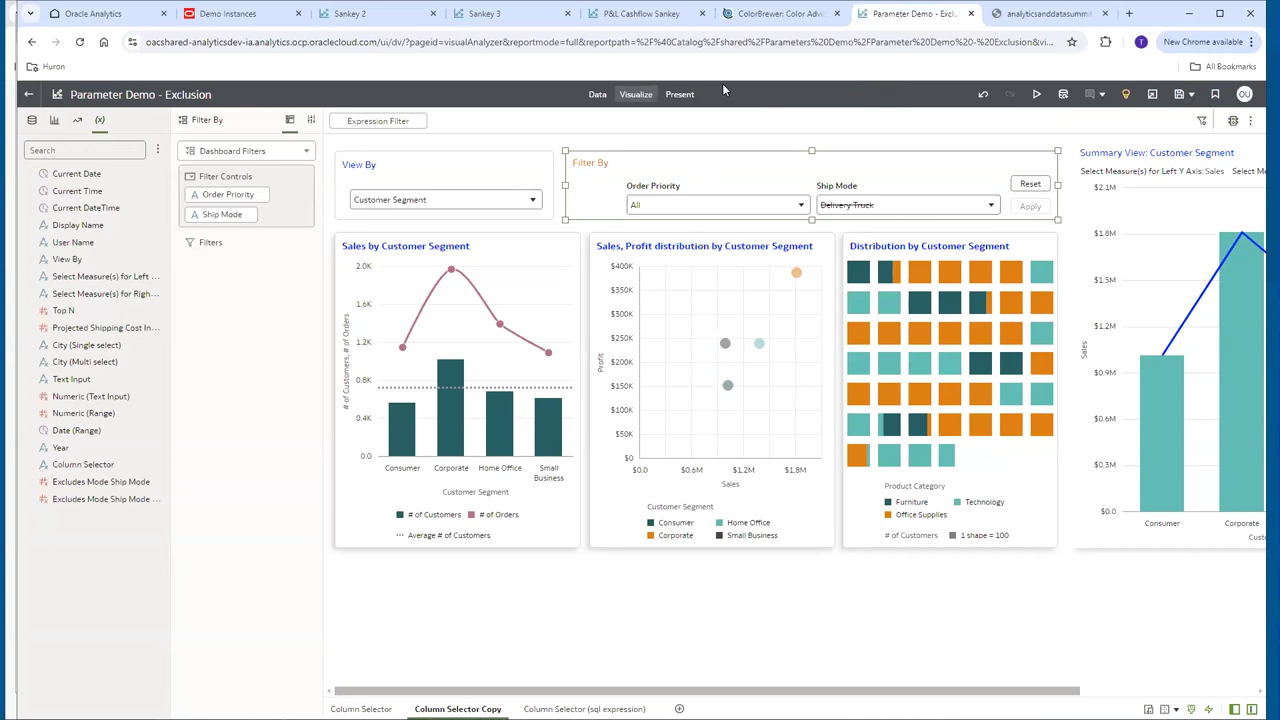 Oracle Analytics
Demo Instances
Sankey 2
Sankey 3
P&L Cashflow Sankey
ColorBrewer: Color Advi
Parameter Demo - Exclusion
analyticsanddatasummit
oacshared-analyticsdev-ia.analytics.ocp.oraclecloud.com/ui/dv/?pageid=visualAnalyzer&reportmode=full&reportpath=%2F%40Catalog%2Fshared%2FParameters%20Demo%2FParameter%20Demo%20-%20Exclusion&vi...
T
New Chrome available
Huron
All Bookmarks
Parameter Demo - Exclusion
Data
Visualize
Present
OU
(x)
Filter By
Expression Filter
Search
Dashboard Filters
Filter Controls
Order Priority
Ship Mode
Filters
Current Date
Current Time
Current DateTime
Display Name
User Name
View By
Select Measure(s) for Left ...
Select Measure(s) for Righ...
Top N
Projected Shipping Cost In...
City (Single select)
City (Multi select)
Text Input
Numeric (Text Input)
Numeric (Range)
Date (Range)
Year
Column Selector
Excludes Mode Ship Mode
Excludes Mode Ship Mode ...
View By
Customer Segment
Filter By
Order Priority
All
Ship Mode
Delivery Truck
Reset
Apply
Sales by Customer Segment
# of Customers, # of Orders
2.0K
1.6K
1.2K
0.8K
0.4K
0.0
Consumer
Corporate
Home Office
Small Business
Customer Segment
# of Customers
# of Orders
Average # of Customers
Sales, Profit distribution by Customer Segment
Profit
$400K
$350K
$300K
$250K
$200K
$150K
$100K
$50K
$0
$0.0
$0.6M
$1.2M
$1.8M
Sales
Customer Segment
Consumer
Home Office
Corporate
Small Business
Distribution by Customer Segment
Product Category
Furniture
Technology
Office Supplies
# of Customers
1 shape = 100
Summary View: Customer Segment
Select Measure(s) for Left Y Axis: Sales
Select Me
Sales
$2.1M
$1.8M
$1.5M
$1.2M
$0.9M
$0.6M
$0.3M
$0.0
Consumer
Corporate
Custo
Column Selector
Column Selector Copy
Column Selector (sql expression)